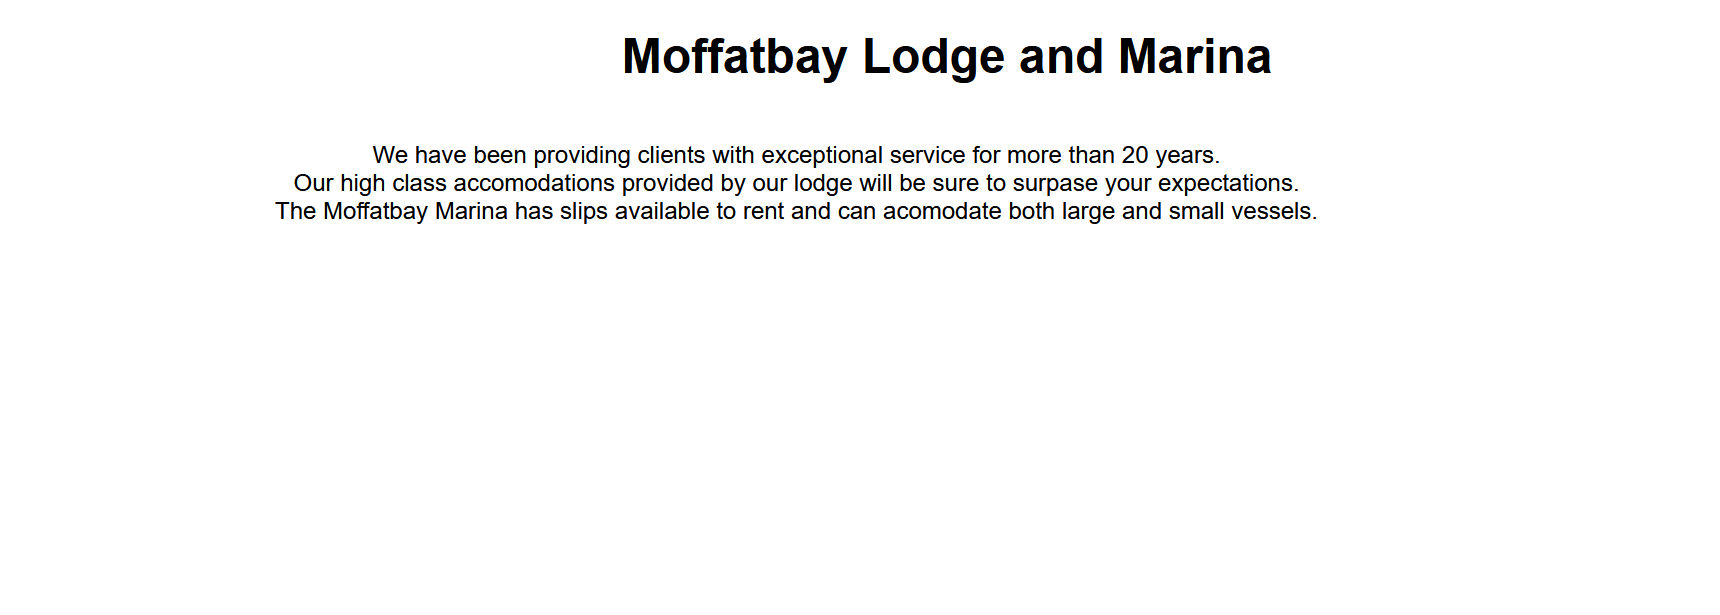 Moffatbay Lodge and Marina
We have been providing clients with exceptional service for more than 20 years.
Our high class accomodations provided by our lodge will be sure to surpase your expectations.
The Moffatbay Marina has slips available to rent and can acomodate both large and small vessels.